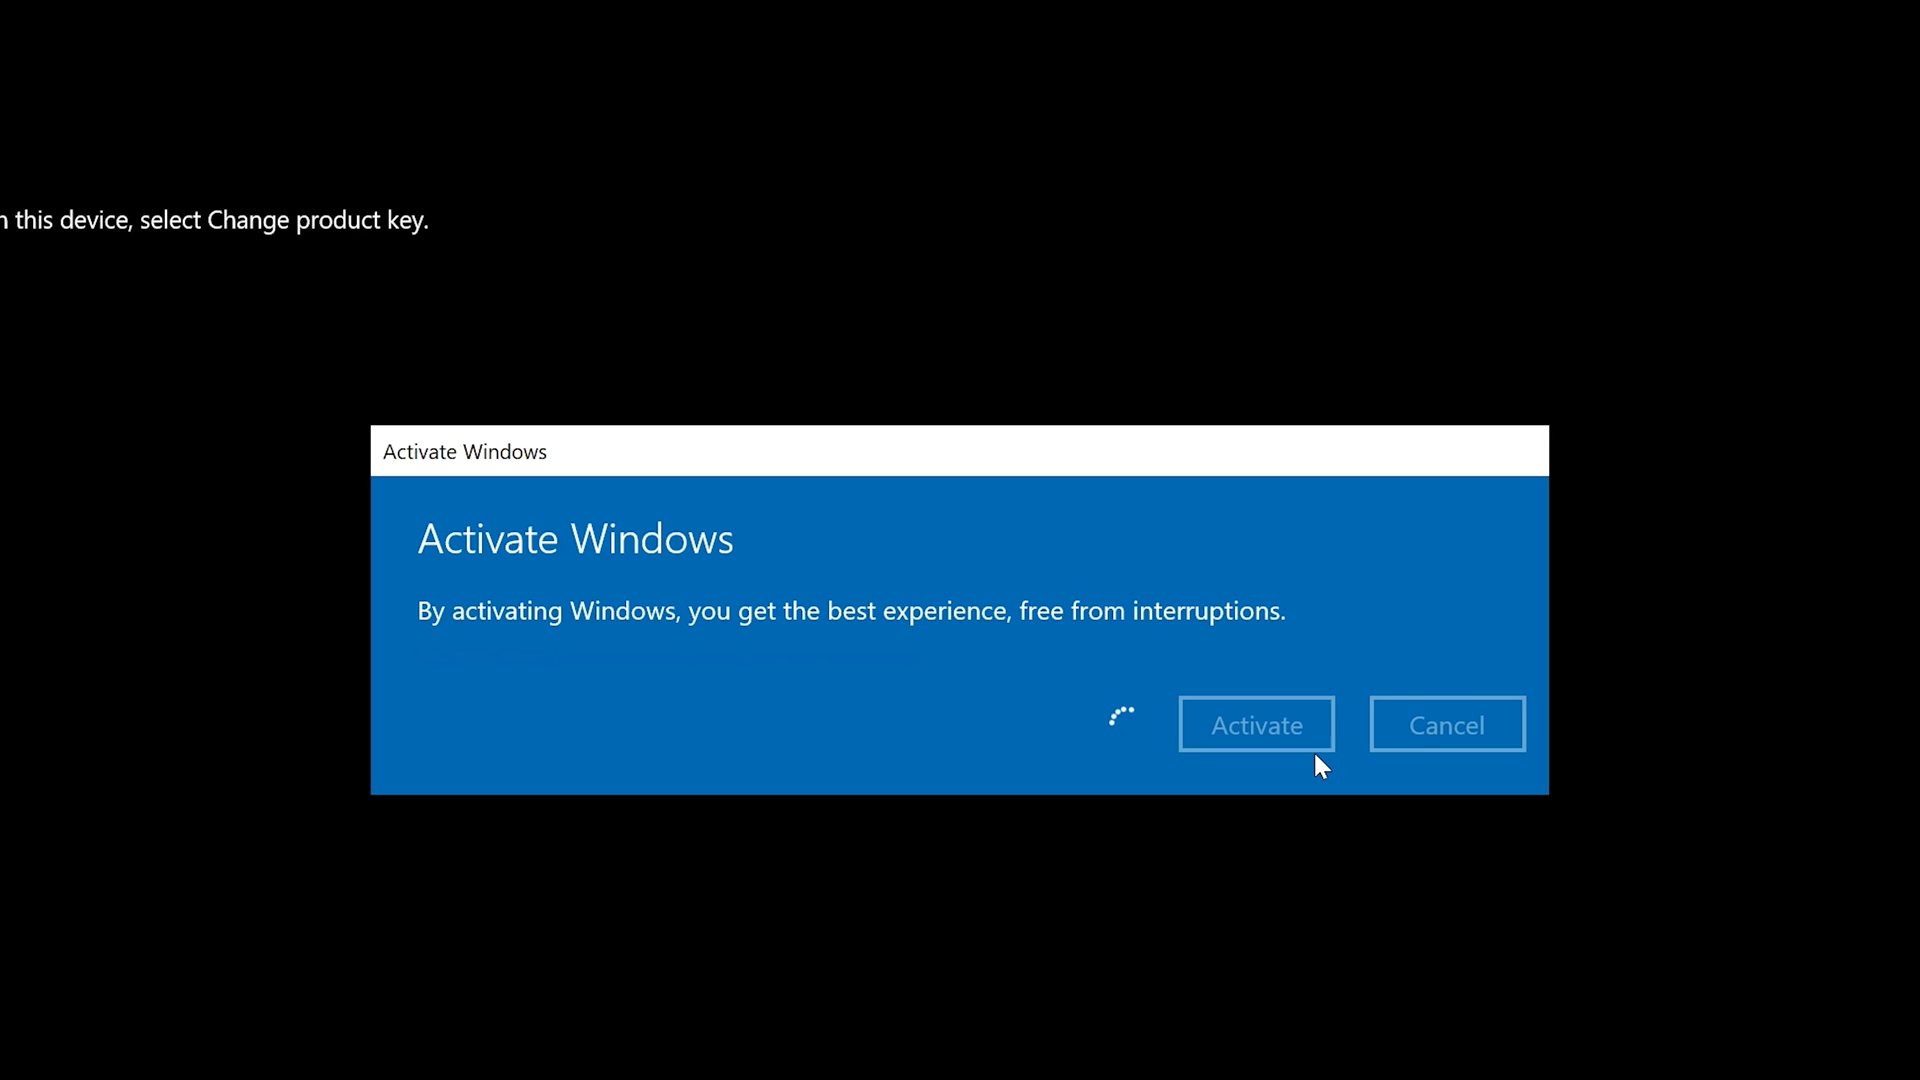 this device, select Change product key.
Activate Windows
Activate Windows
By activating Windows, you get the best experience, free from interruptions.
Activate
Cancel